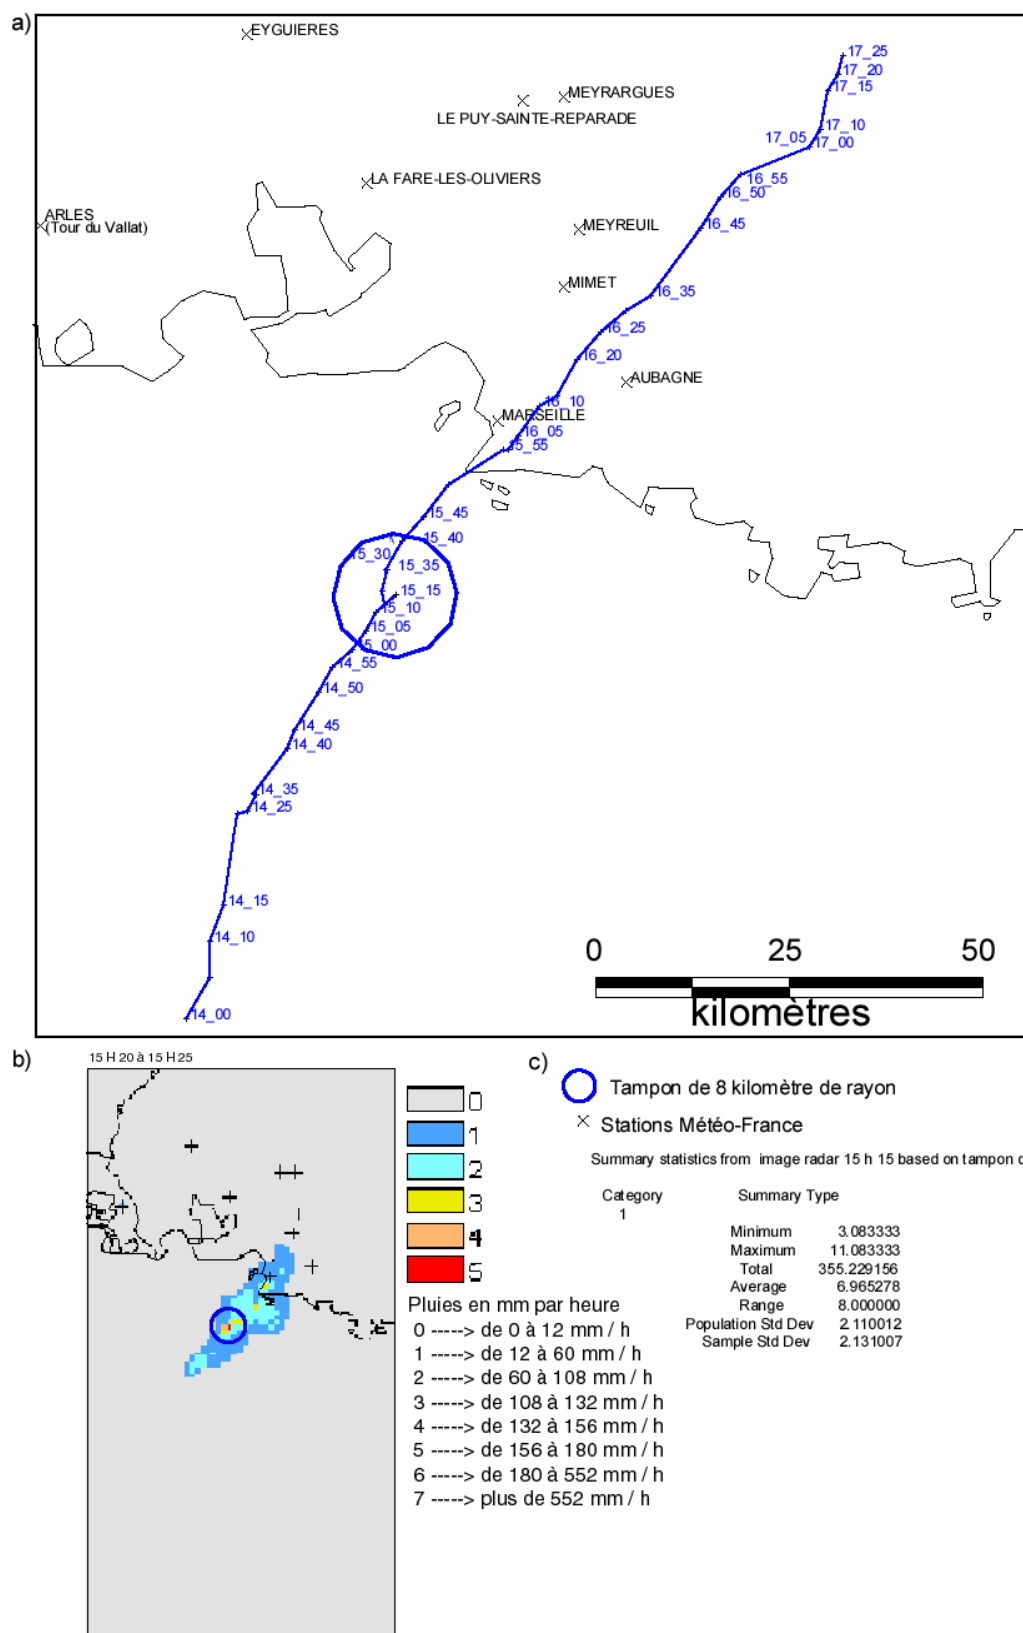 a)
EYGUIERES
17_25
17_20
17_15
MEYRARGUES
LE PUY-SAINTE-REPARADE
17_10
17_05
17_00
LA FARE-LES-OLIVIERS
16_55
16_50
ARLES
(Tour du Vallat)
16_45
MEYREUIL
MIMET
16_35
16_25
16_20
AUBAGNE
16_10
MARSEILLE
16_05
15_55
15_45
15_40
15_30
15_35
15_15
15_10
15_05
15_00
14_55
14_50
14_45
14_40
14_35
14_25
14_15
14_10
14_00
0 25 50
kilomètres
b)
15 H 20 à 15 H 25
0
1
2
3
4
5
Pluies en mm par heure
0 -----> de 0 à 12 mm / h
1 -----> de 12 à 60 mm / h
2 -----> de 60 à 108 mm / h
3 -----> de 108 à 132 mm / h
4 -----> de 132 à 156 mm / h
5 -----> de 156 à 180 mm / h
6 -----> de 180 à 552 mm / h
7 -----> plus de 552 mm / h
c)
Tampon de 8 kilomètre de rayon
Stations Météo-France
Summary statistics from image radar 15 h 15 based on tampon
Category Summary Type
1
Minimum 3.083333
Maximum 11.083333
Total 355.229156
Average 6.965278
Range 8.000000
Population Std Dev 2.110012
Sample Std Dev 2.131007